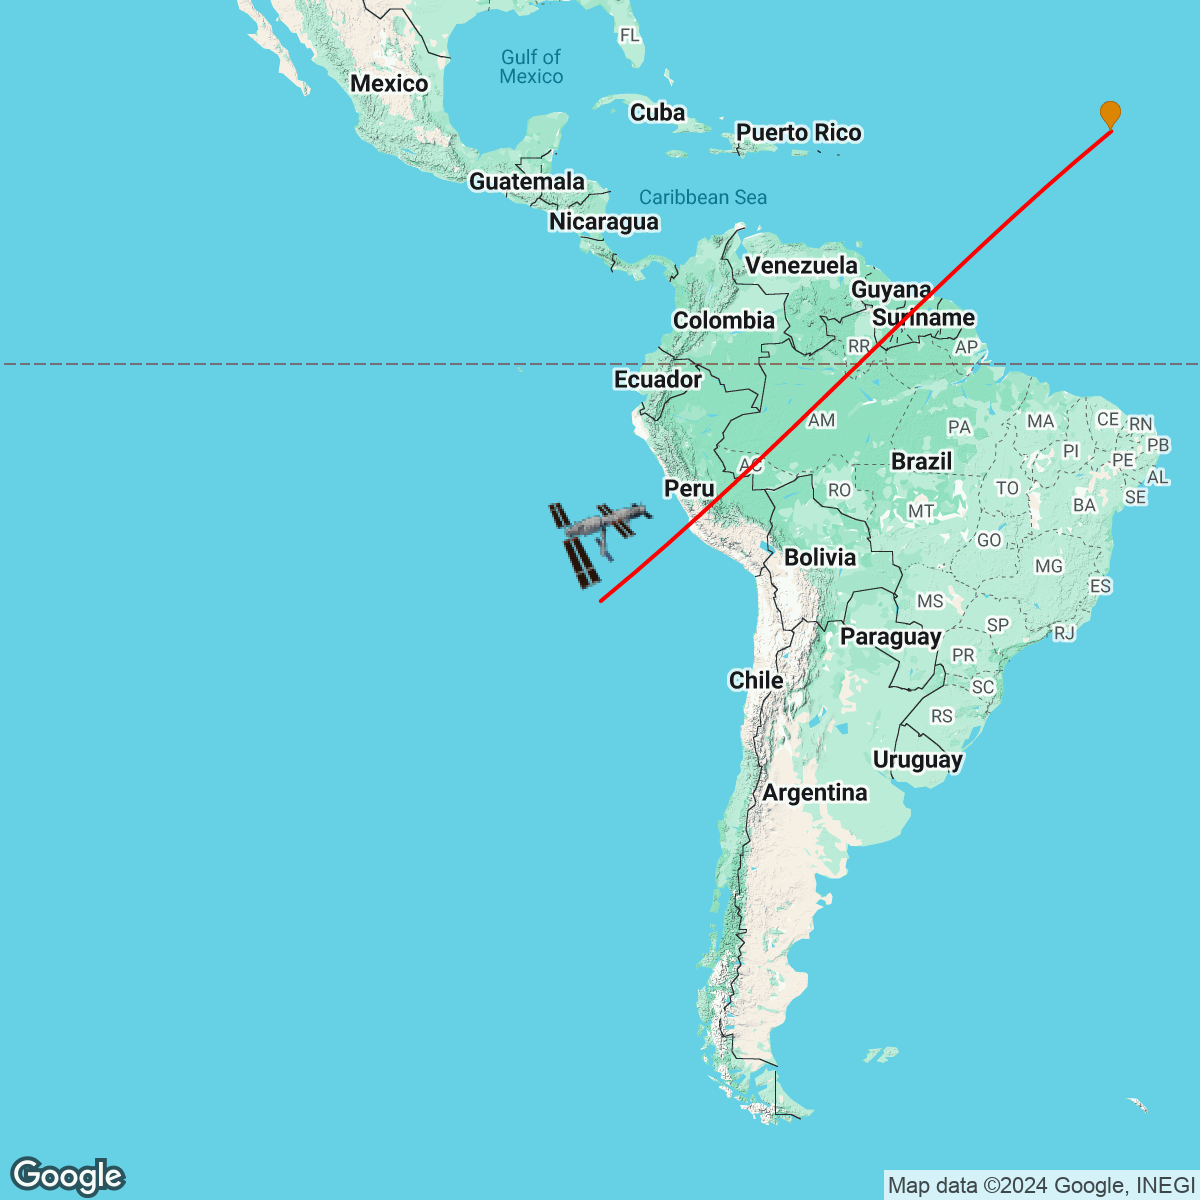 FL
Gulf of
Mexico
Mexico
Cuba
Puerto Rico
Guatemala
Caribbean Sea
Nicaragua
Venezuela
Guyana
Colombia
Suriname
RR
AP
Ecuador
AM
PA
MA
CE
RN
PB
PI
PE
AC
Brazil
AL
Peru
RO
TO
SE
MT
BA
GO
Bolivia
MG
ES
MS
SP
RJ
Paraguay
PR
Chile
SC
RS
Uruguay
Argentina
Google
Map data ©2024 Google, INEGI